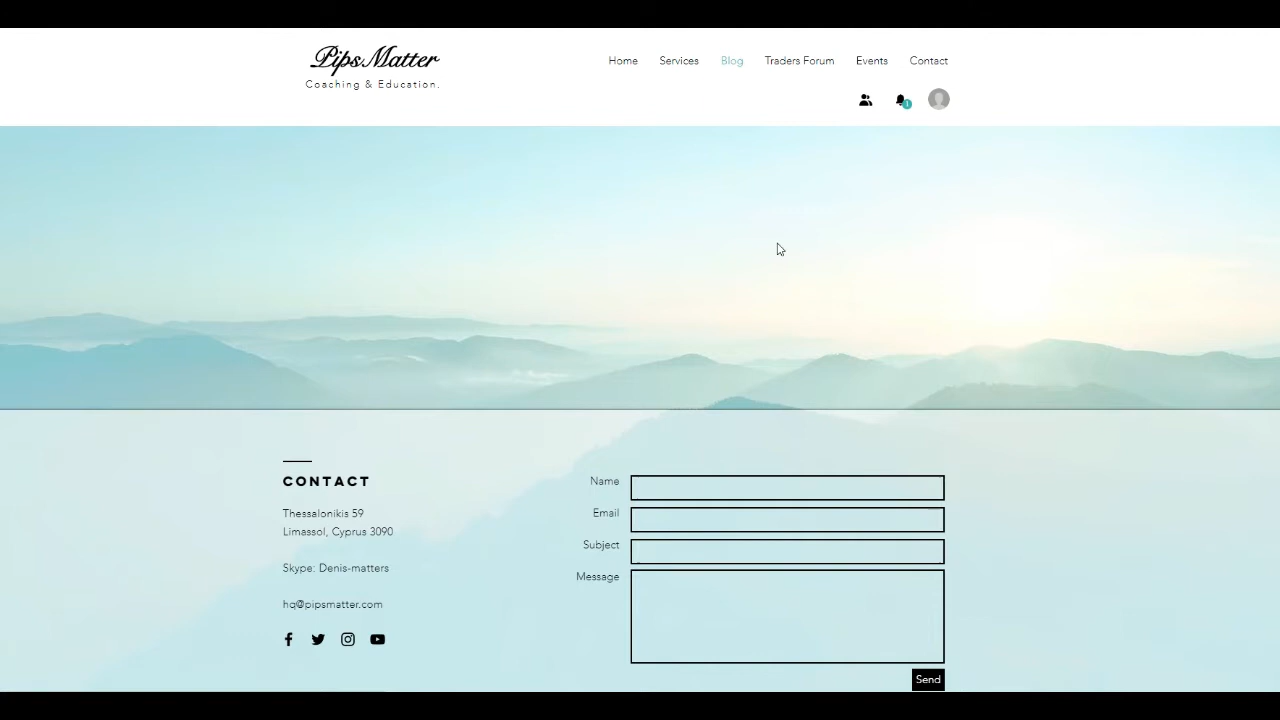 PipsMatter
Coaching & Education.
Home Services Blog Traders Forum Events Contact
1
CONTACT
Thessalonikis 59
Limassol, Cyprus 3090
Skype: Denis-matters
hq@pipsmatter.com
Name
Email
Subject
Message
Send